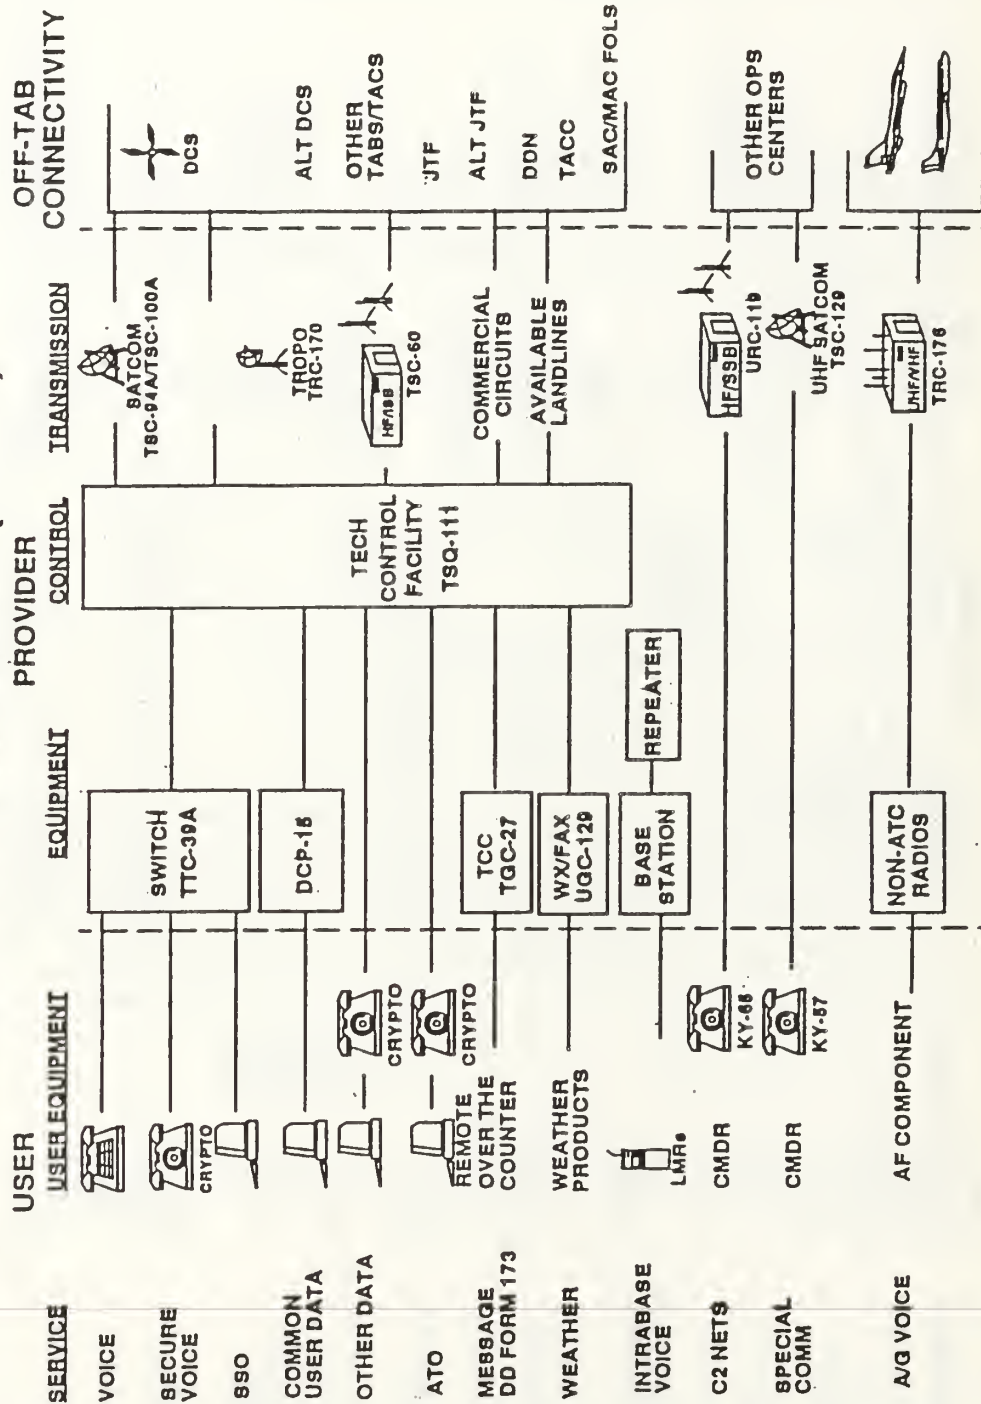 USER
PROVIDER
OFF-TAB
CONNECTIVITY
SERVICE
USER EQUIPMENT
EQUIPMENT
CONTROL
TRANSMISSION
VOICE
SECURE
VOICE
CRYPTO
SSO
COMMON
USER DATA
OTHER DATA
CRYPTO
ATO
CRYPTO
MESSAGE
DD FORM 173
REMOTE
OVER THE
COUNTER
WEATHER
WEATHER
PRODUCTS
INTRABASE
VOICE
LMRs
C2 NETS
CMDR
KY-65
SPECIAL
COMM
CMDR
KY-57
A/G VOICE
AF COMPONENT
SWITCH
TTC-39A
DCP-15
TCC
TGC-27
WX/FAX
UGC-129
BASE
STATION
REPEATER
NON-ATC
RADIOS
TECH
CONTROL
FACILITY
TSQ-111
SATCOM
TSC-94A/TSC-100A
TROPO
TRC-170
HF/ISB
TSC-60
COMMERCIAL
CIRCUITS
AVAILABLE
LANDLINES
HF/SSB
URC-119
UHF SATCOM
TSC-129
UHF/VHF
TRC-176
DCS
ALT DCS
OTHER
TABS/TACS
JTF
ALT JTF
DDN
TACC
SAC/MAC FOLS
OTHER OPS
CENTERS